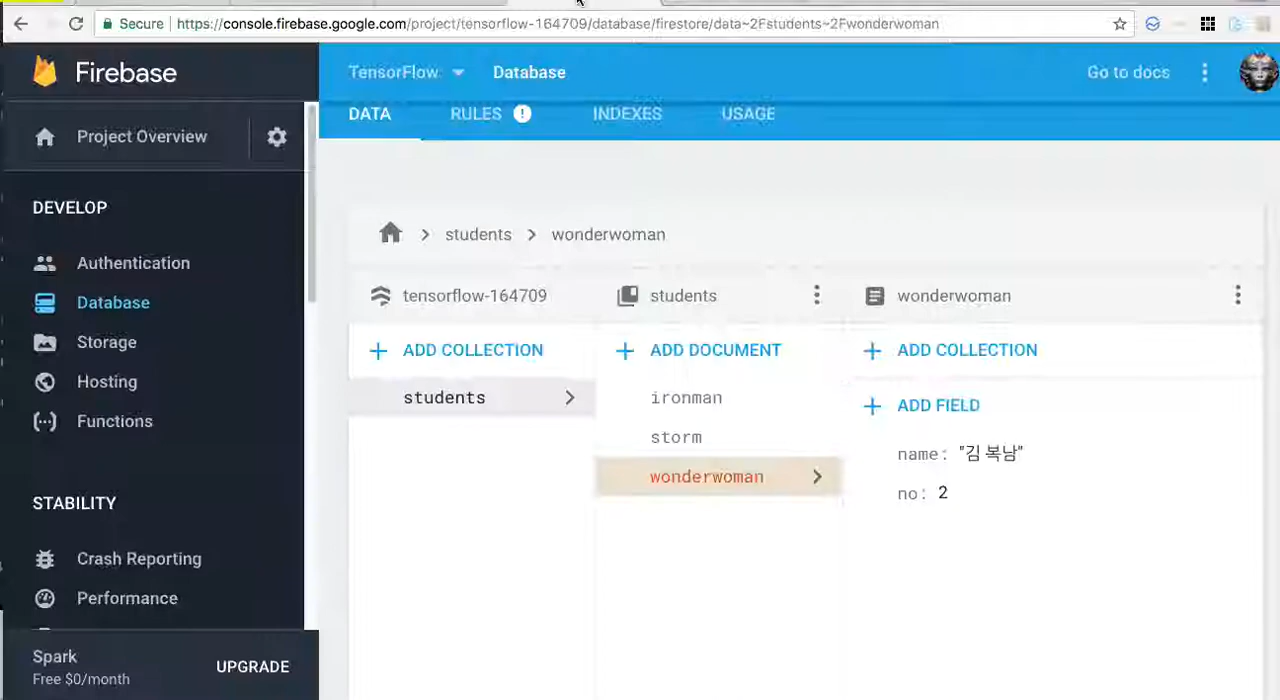 Secure https://console.firebase.google.com/project/tensorflow-164709/database/firestore/data~2Fstudents~2Fwonderwoman
Firebase
TensorFlow Database Go to docs
DATA RULES INDEXES USAGE
Project Overview
DEVELOP
Authentication
Database
Storage
Hosting
Functions
STABILITY
Crash Reporting
Performance
Spark
Free $0/month
UPGRADE
students wonderwoman
tensorflow-164709 students wonderwoman
+ ADD COLLECTION + ADD DOCUMENT + ADD COLLECTION
students ironman + ADD FIELD
storm name: "김 복남"
wonderwoman no: 2